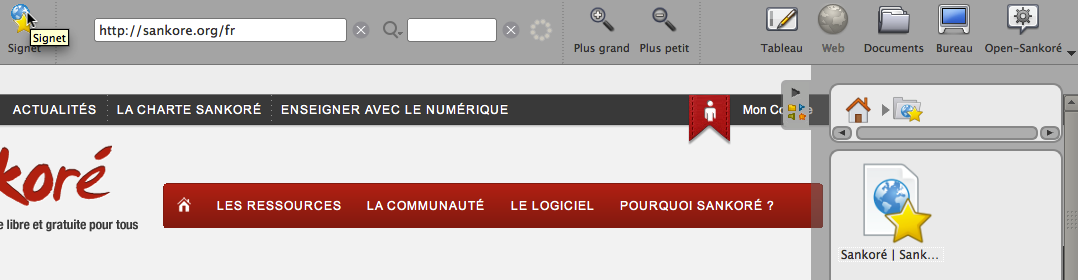 Signet
Signet
http://sankore.org/fr
Plus grand
Plus petit
Tableau
Web
Documents
Bureau
Open-Sankoré
ACTUALITÉS
LA CHARTE SANKORÉ
ENSEIGNER AVEC LE NUMÉRIQUE
Mon Co
koré
e libre et gratuite pour tous
LES RESSOURCES
LA COMMUNAUTÉ
LE LOGICIEL
POURQUOI SANKORÉ ?
Sankoré | Sank...